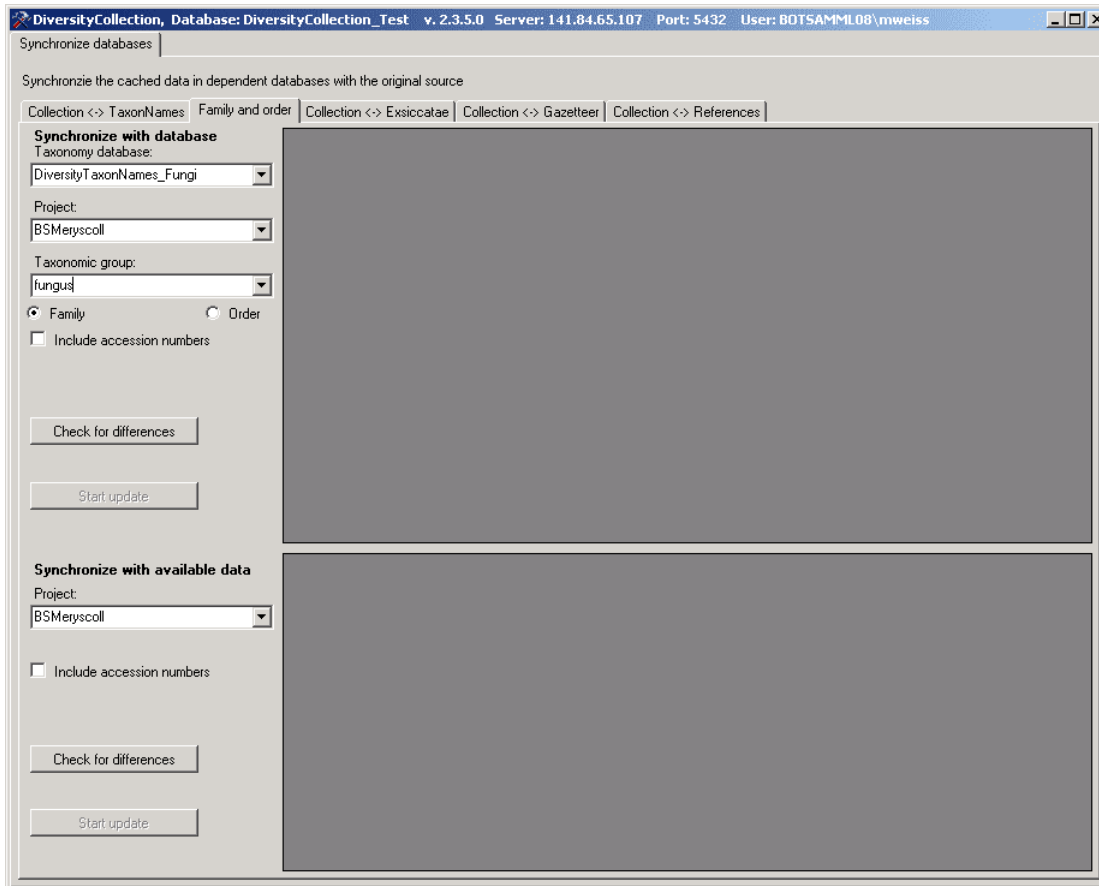 DiversityCollection, Database: DiversityCollection_Test v. 2.3.5.0 Server: 141.84.65.107 Port: 5432 User: BOTSAMML08\mweiss
Synchronize databases
Synchronzie the cached data in dependent databases with the original source
Collection <-> TaxonNames Family and order Collection <-> Exsiccatae Collection <-> Gazetteer Collection <-> References
Synchronize with database
Taxonomy database:
DiversityTaxonNames_Fungi
Project:
BSMeryscoll
Taxonomic group:
fungus
Family Order
Include accession numbers
Check for differences
Start update
Synchronize with available data
Project:
BSMeryscoll
Include accession numbers
Check for differences
Start update